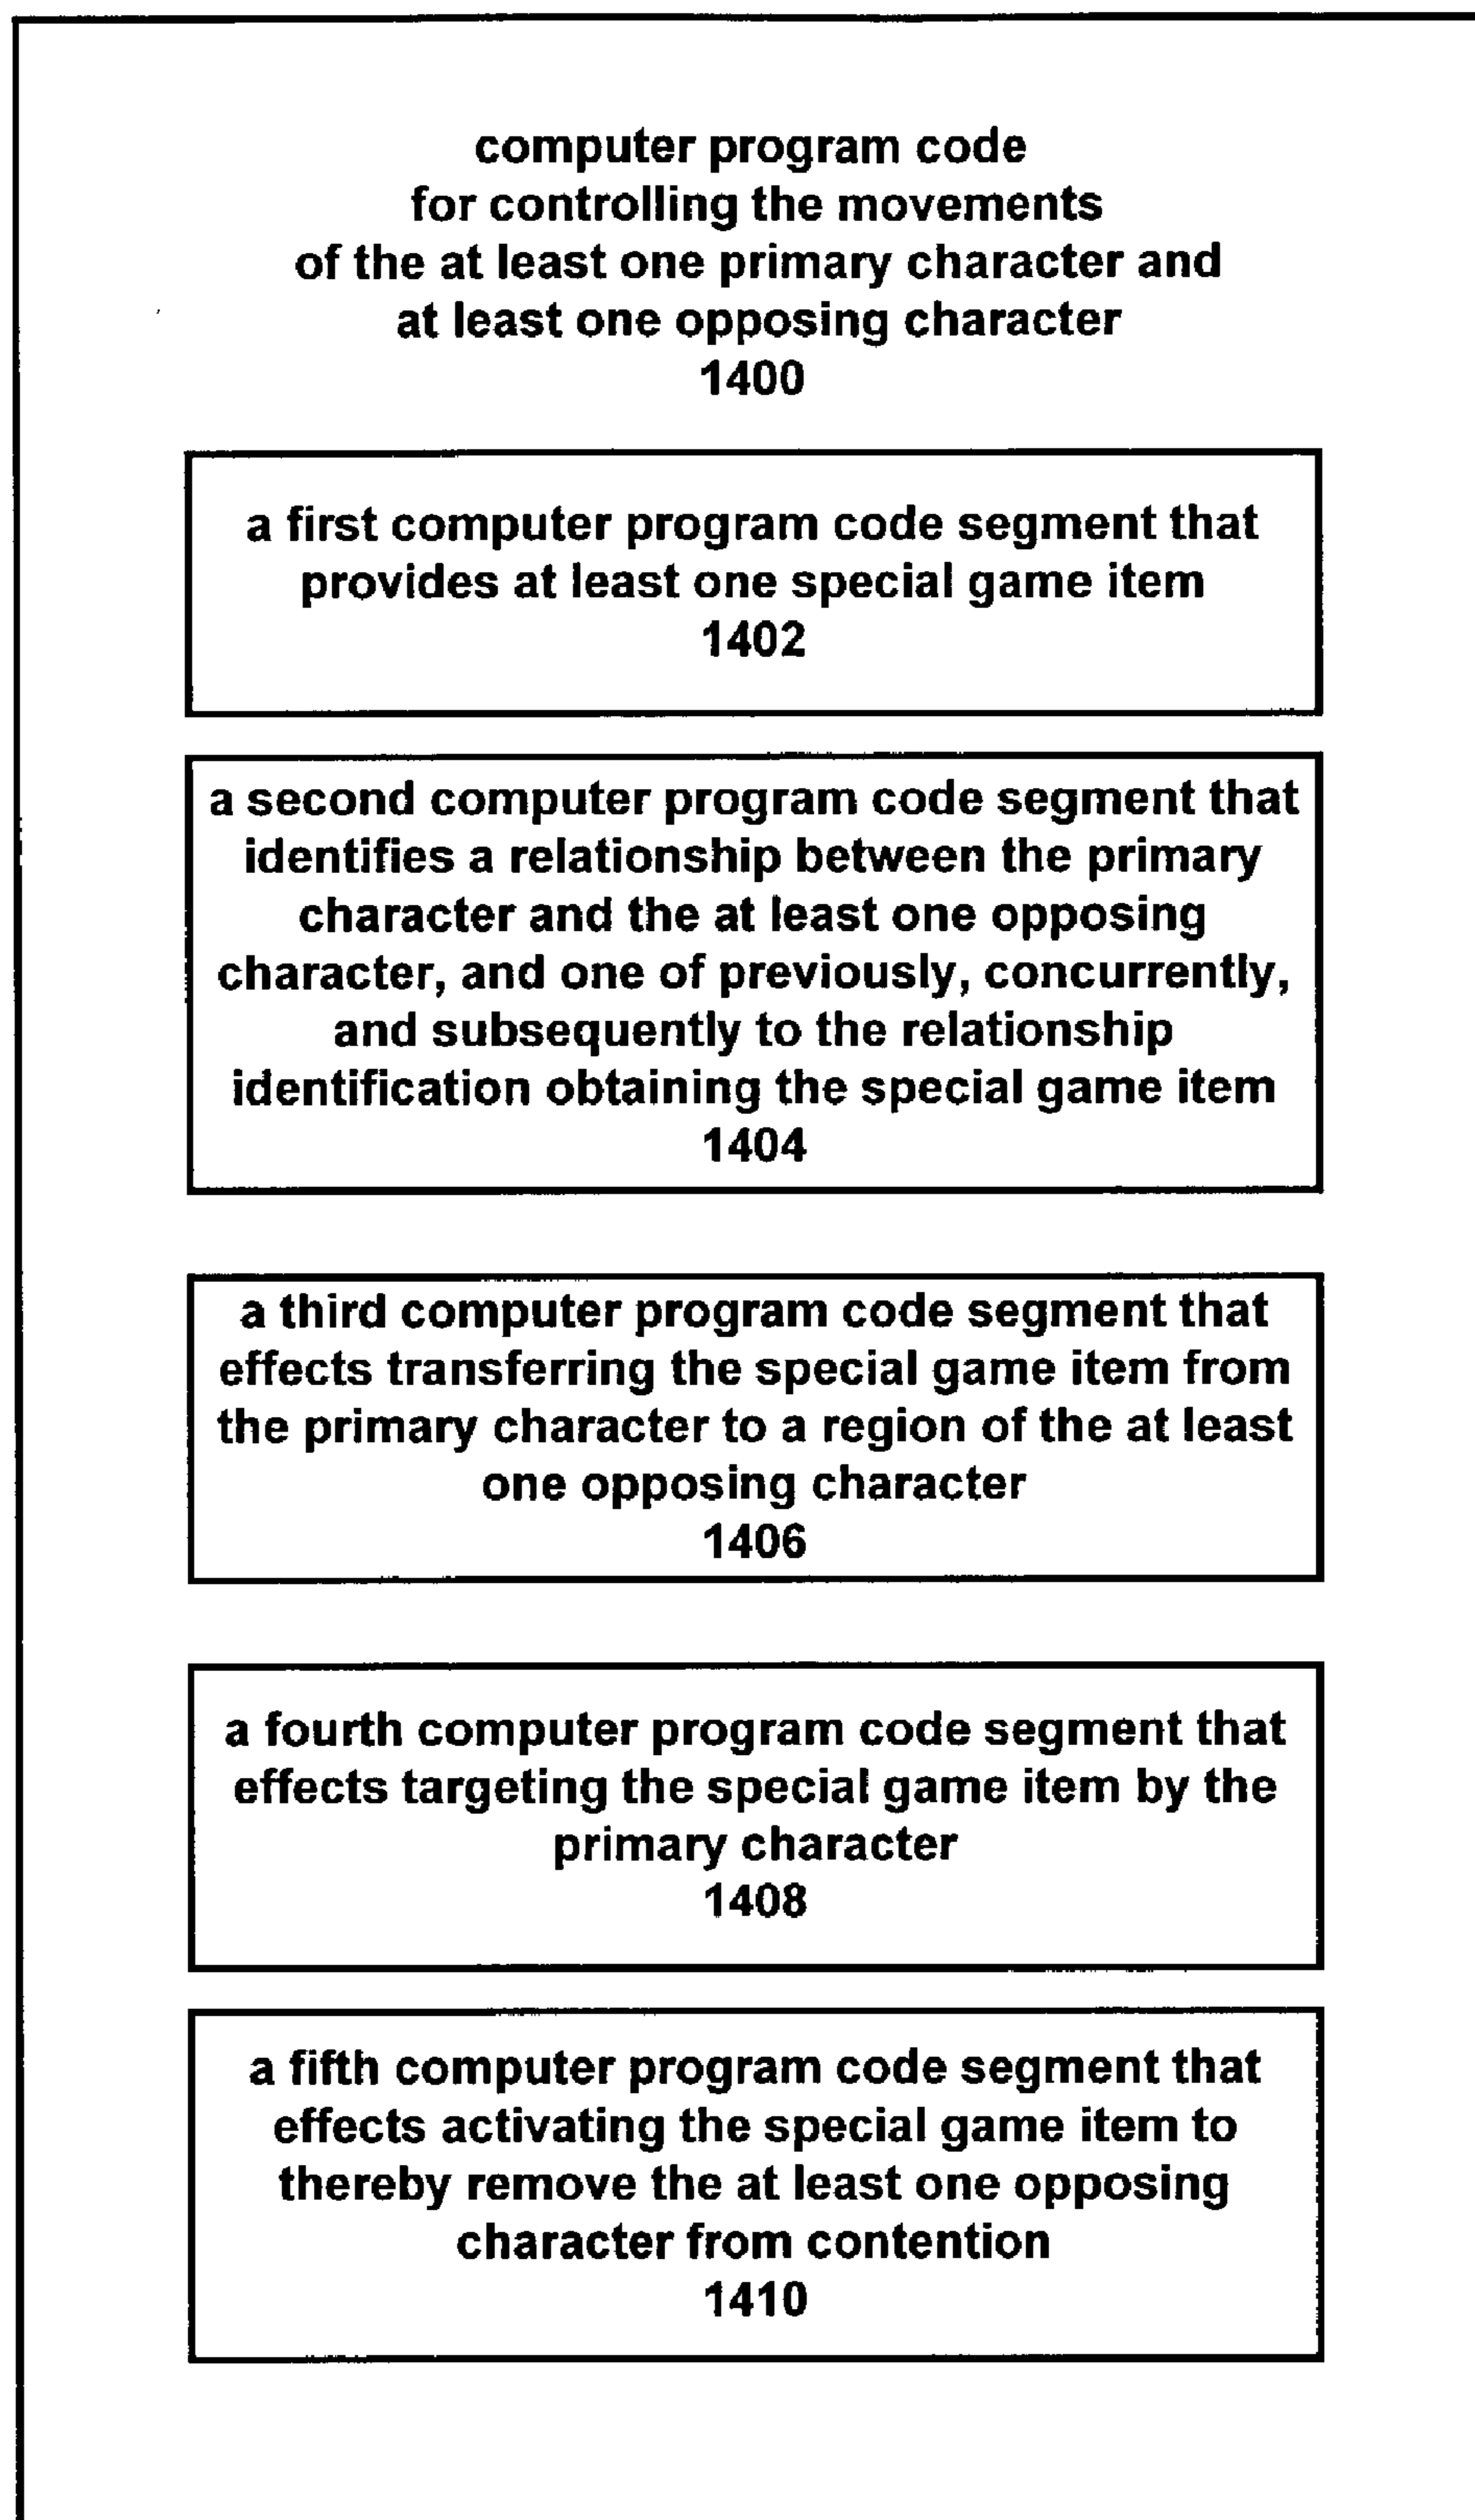 computer program code
for controlling the movements
of the at least one primary character and
at least one opposing character
1400
a first computer program code segment that
provides at least one special game item
1402
a second computer program code segment that
identifies a relationship between the primary
character and the at least one opposing
character, and one of previously, concurrently,
and subsequently to the relationship
identification obtaining the special game item
1404
a third computer program code segment that
effects transferring the special game item from
the primary character to a region of the at least
one opposing character
1406
a fourth computer program code segment that
effects targeting the special game item by the
primary character
1408
a fifth computer program code segment that
effects activating the special game item to
thereby remove the at least one opposing
character from contention
1410